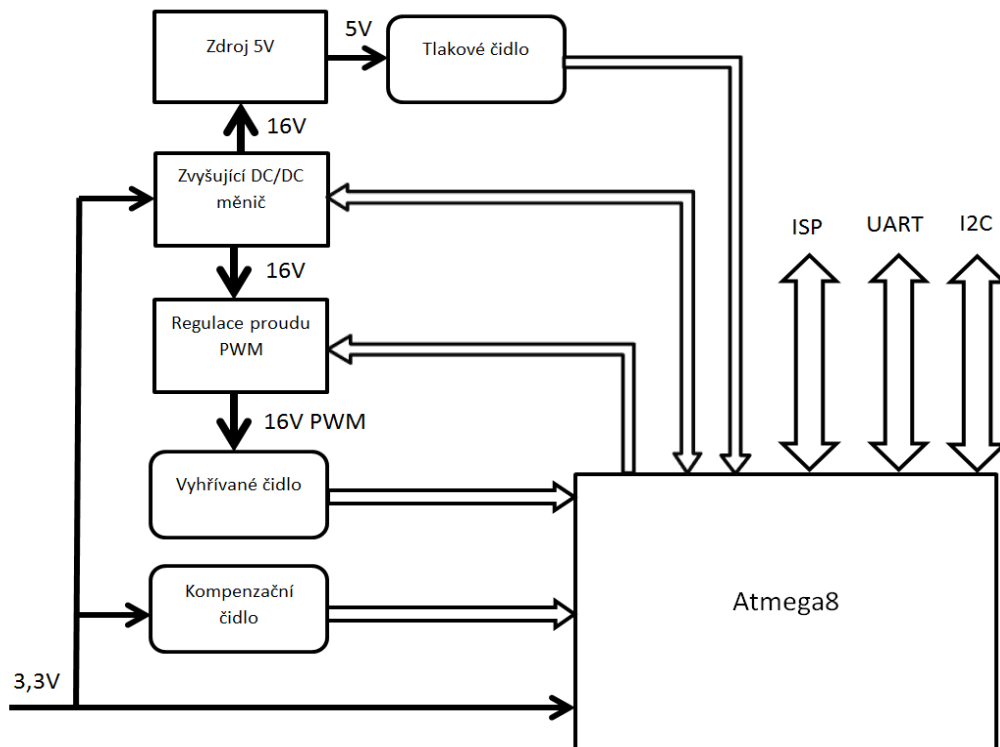 Zdroj 5V
5V
Tlakové čidlo
16V
Zvyšující DC/DC
měnič
16V
ISP
UART
I2C
Regulace proudu
PWM
16V PWM
Vyhřívané čidlo
Kompenzační
čidlo
Atmega8
3,3V